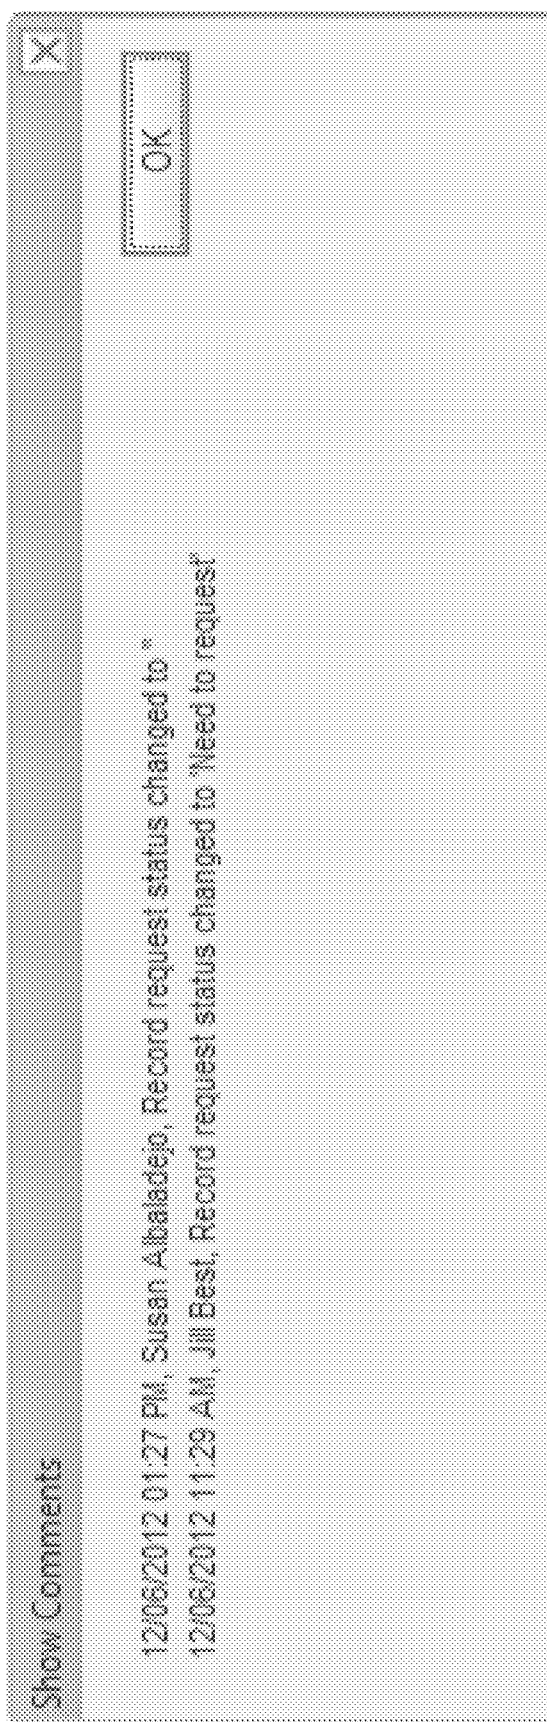 Show Comments
X
OK
12/06/2012 01:27 PM, Susan Albaladejo, Record request status changed to ''
12/06/2012 11:29 AM, Jill Best, Record request status changed to 'Need to request'